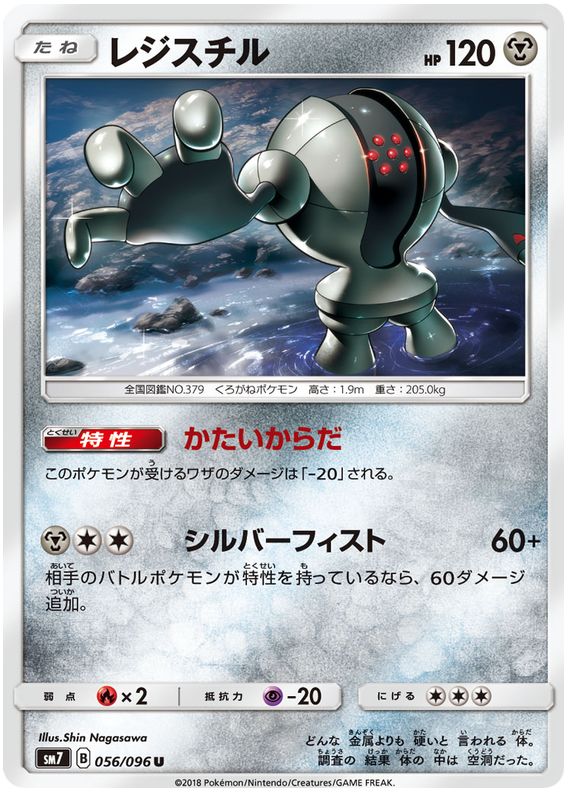 たね レジスチル HP 120
全国図鑑NO.379 くろがねポケモン 高さ：1.9m 重さ：205.0kg
とくせい
特性 かたいからだ
このポケモンが受けるワザのダメージは「-20」される。
シルバーフィスト 60+
相手のバトルポケモンが特性を持っているなら、60ダメージ
追加。
弱点 ×2 抵抗力 -20 にげる
Illus.Shin Nagasawa
SM7 B 056/096 U
どんな 金属よりも 硬いと 言われる 体。
調査の 結果 体の 中は 空洞だった。
©2018 Pokémon/Nintendo/Creatures/GAME FREAK.